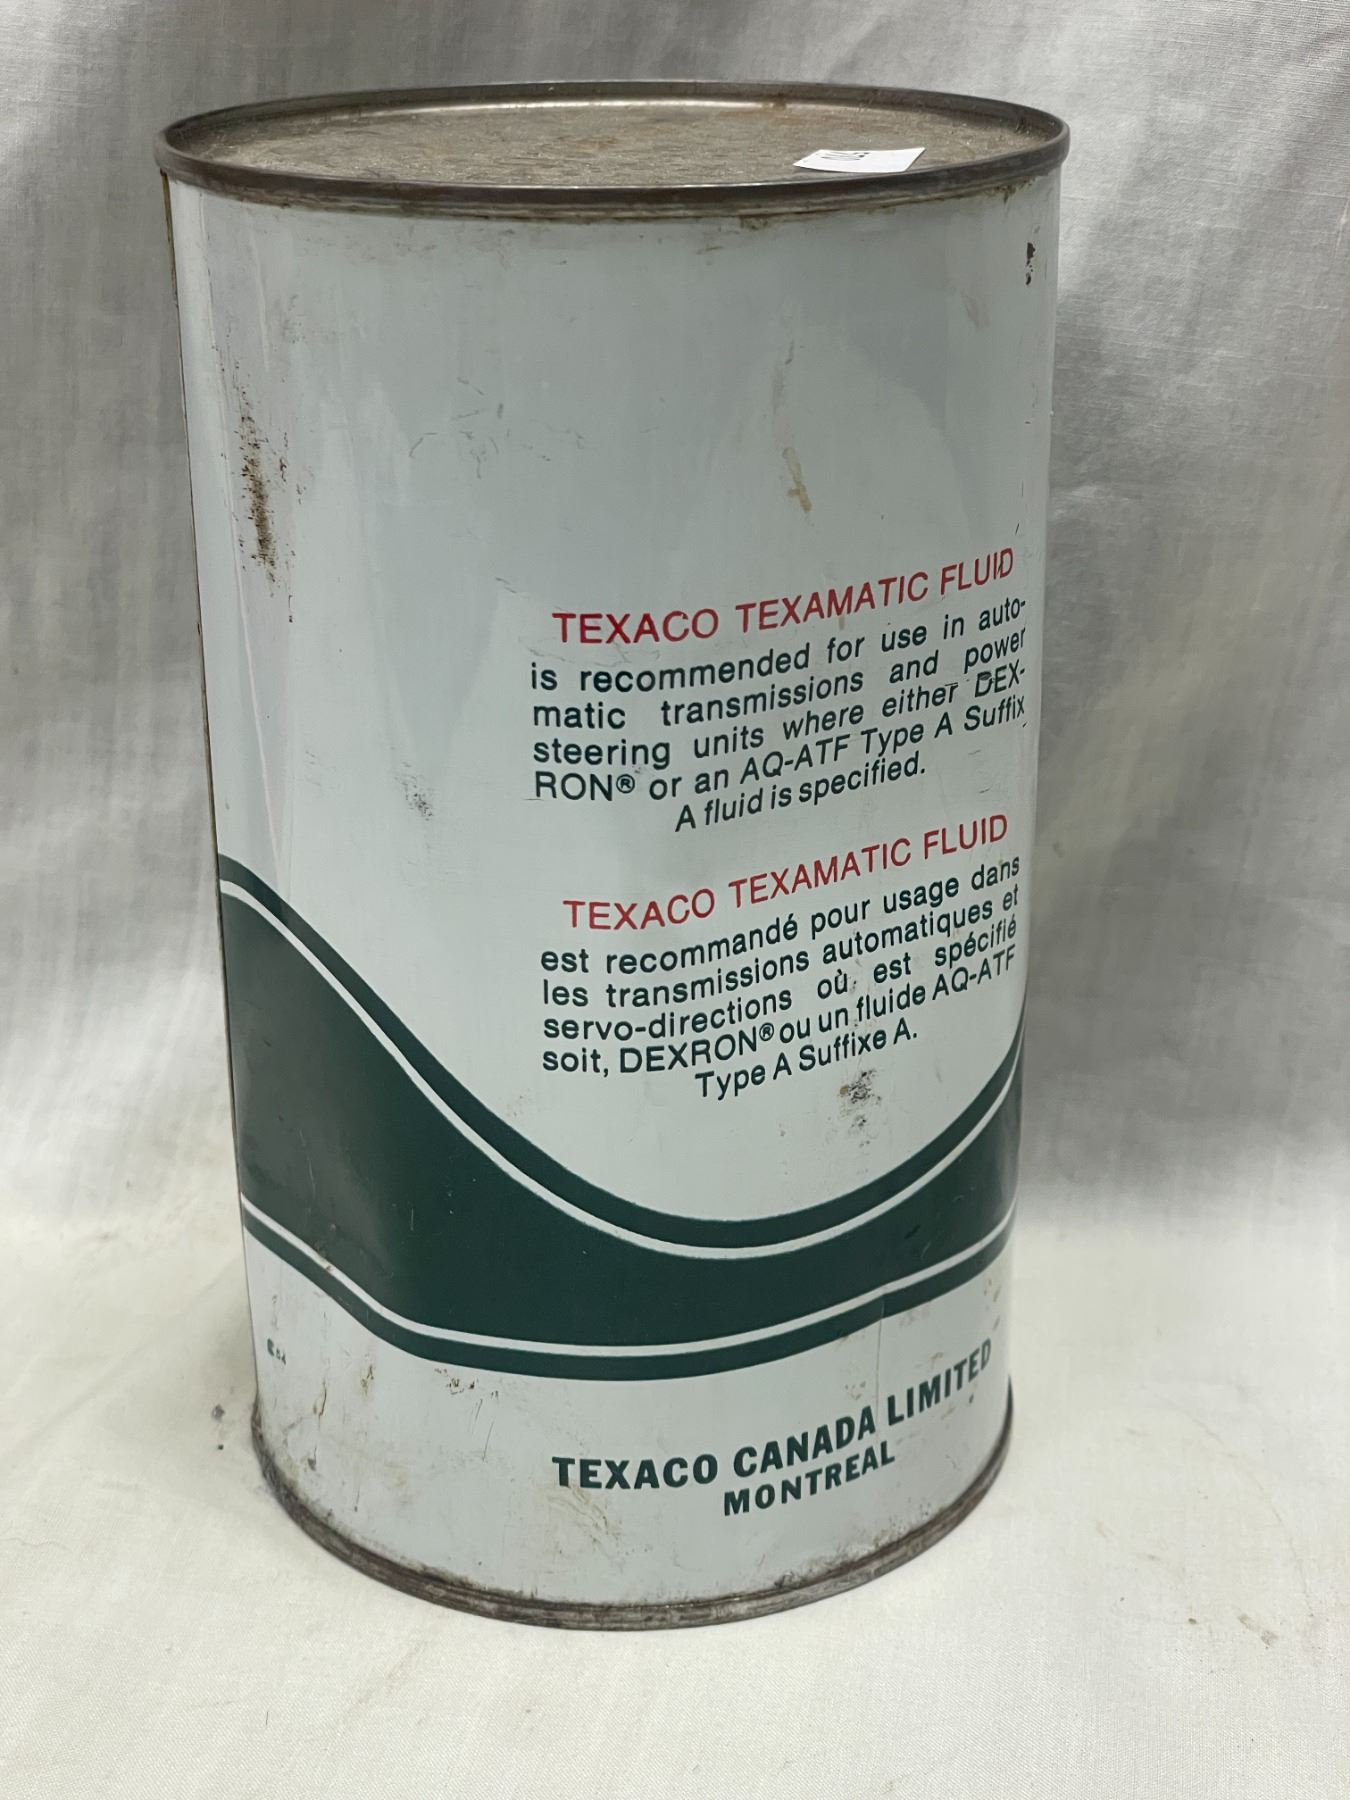 TEXACO TEXAMATIC FLUID
is recommended for use in auto-
matic transmissions and power
steering units where either DEX-
RON® or an AQ-ATF Type A Suffix
A fluid is specified.
TEXACO TEXAMATIC FLUID
est recommandé pour usage dans
les transmissions automatiques et
servo-directions où est spécifié
soit, DEXRON® ou un fluide AQ-ATF
Type A Suffixe A.
TEXACO CANADA LIMITED
MONTREAL